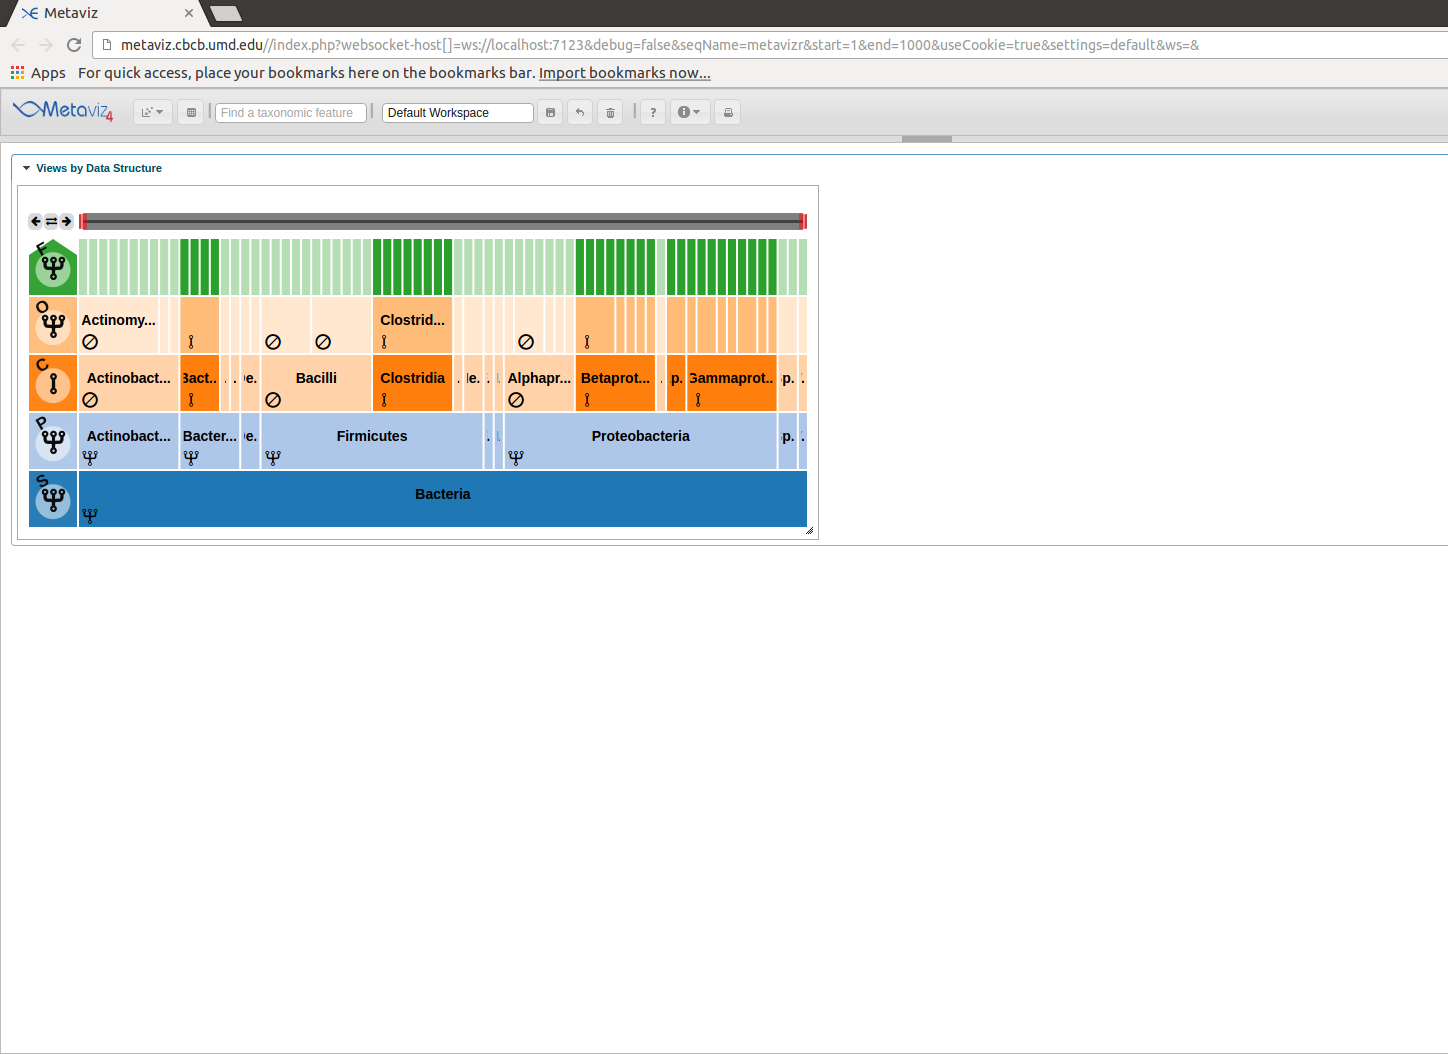 Metaviz
metaviz.cbcb.umd.edu//index.php?websocket-host[]=ws://localhost:7123&debug=false&seqName=metavizr&start=1&end=1000&useCookie=true&settings=default&ws=&
Apps For quick access, place your bookmarks here on the bookmarks bar. Import bookmarks now...
Metaviz4 Find a taxonomic feature Default Workspace ?
Views by Data Structure
F
O
Actinomy... Clostrid...
C
Actinobact... Bact... Bacilli Clostridia Alphapr... Betaprot... Gammaprot...
P
Actinobact... Bacter... Firmicutes Proteobacteria
S
Bacteria